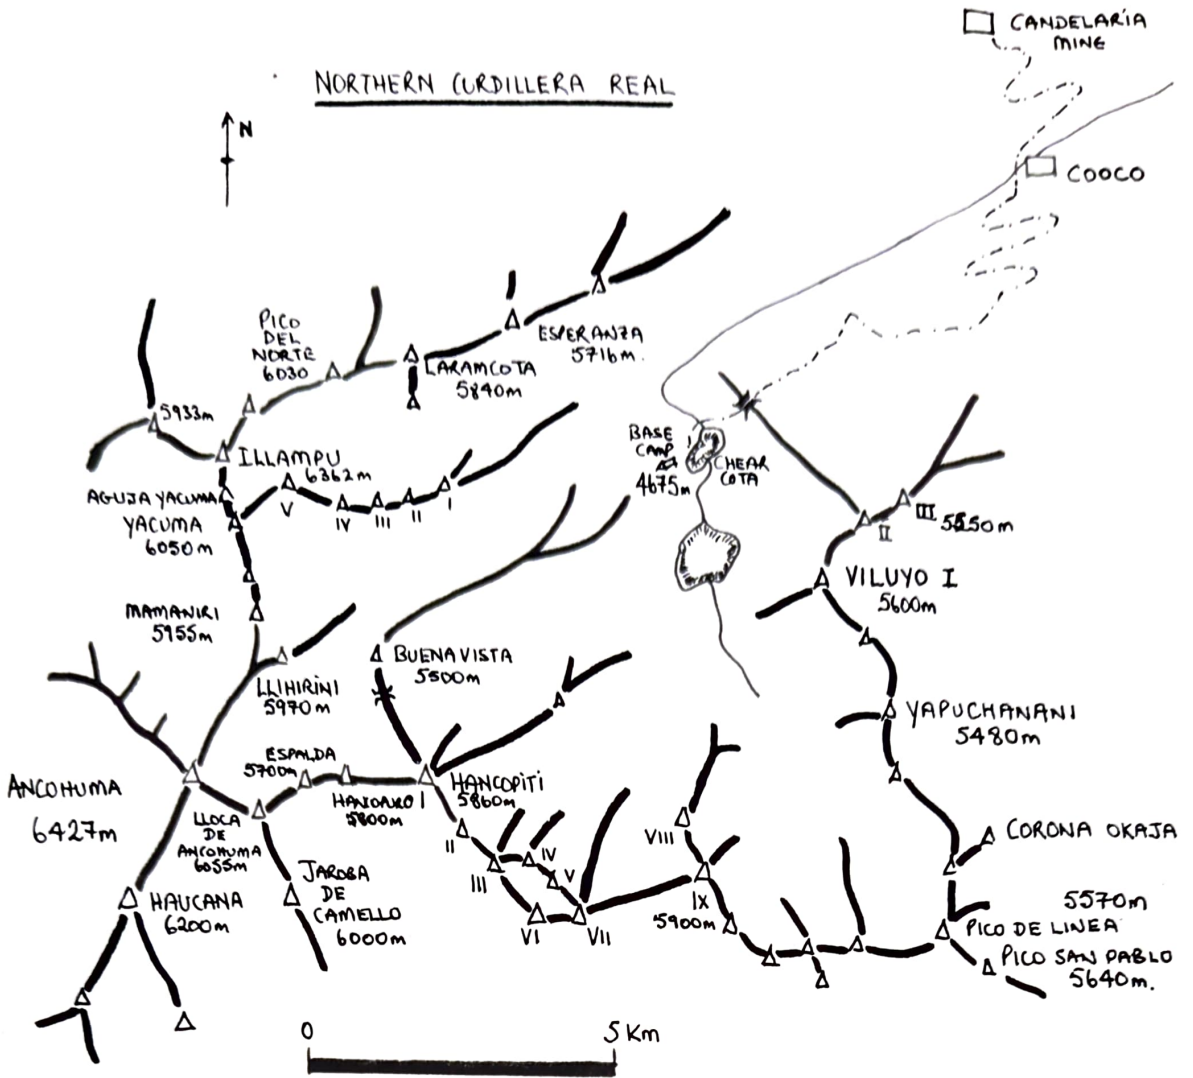 CANDELARÍA
MINE
NORTHERN CURDILLERA REAL
N
COOCO
PICO
DEL
NORTE
6030
ESPERANZA
5716m.
LARAMCOTA
5840m
5933m
ILLAMPU
6362m
BASE
CAMP
4675m
CHEAR
COTA
AGUJA YACUMA
YACUMA
6050m
V
IV
III
II
I
III
5550m
II
VILUYO I
5600m
MAMANIRI
5955m
BUENAVISTA
5500m
LLIHIRINI
5970m
YAPUCHANANI
5480m
ESPALDA
5700m
ANCOHUMA
6427m
HANCOPITI
5860m
I
5800m
LLOCA
DE
ANCOHUMA
6055m
II
III
IV
V
VI
VII
VIII
IX
5900m
CORONA OKAJA
JAROBA
DE
CAMELLO
6000m
HAUCANA
6200m
5570m
PICO DE LINEA
PICO SAN PABLO
5640m.
0
5 Km